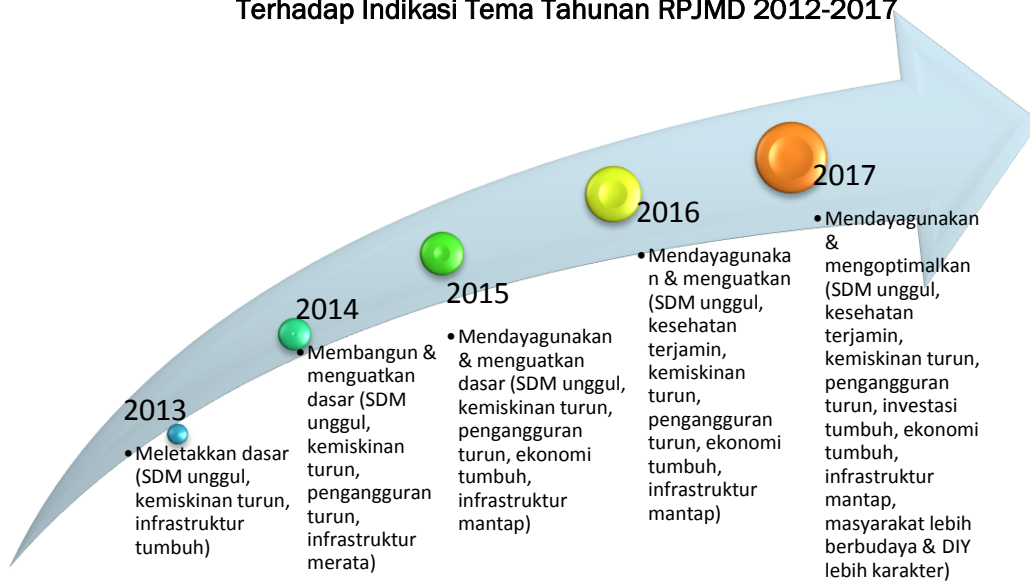 Terhadap Indikasi Tema Tahunan RPJMD 2012-2017
2013
•Meletakkan dasar
(SDM unggul,
kemiskinan turun,
infrastruktur
tumbuh)
2014
•Membangun &
menguatkan
dasar (SDM
unggul,
kemiskinan
turun,
pengangguran
turun,
infrastruktur
merata)
2015
•Mendayagunakan
& menguatkan
dasar (SDM unggul,
kemiskinan turun,
pengangguran
turun, ekonomi
tumbuh,
infrastruktur
mantap)
2016
•Mendayagunaka
n & menguatkan
(SDM unggul,
kesehatan
terjamin,
kemiskinan
turun,
pengangguran
turun, ekonomi
tumbuh,
infrastruktur
mantap)
2017
•Mendayagunakan
&
mengoptimalkan
(SDM unggul,
kesehatan
terjamin,
kemiskinan turun,
pengangguran
turun, investasi
tumbuh, ekonomi
tumbuh,
infrastruktur
mantap,
masyarakat lebih
berbudaya & DIY
lebih karakter)